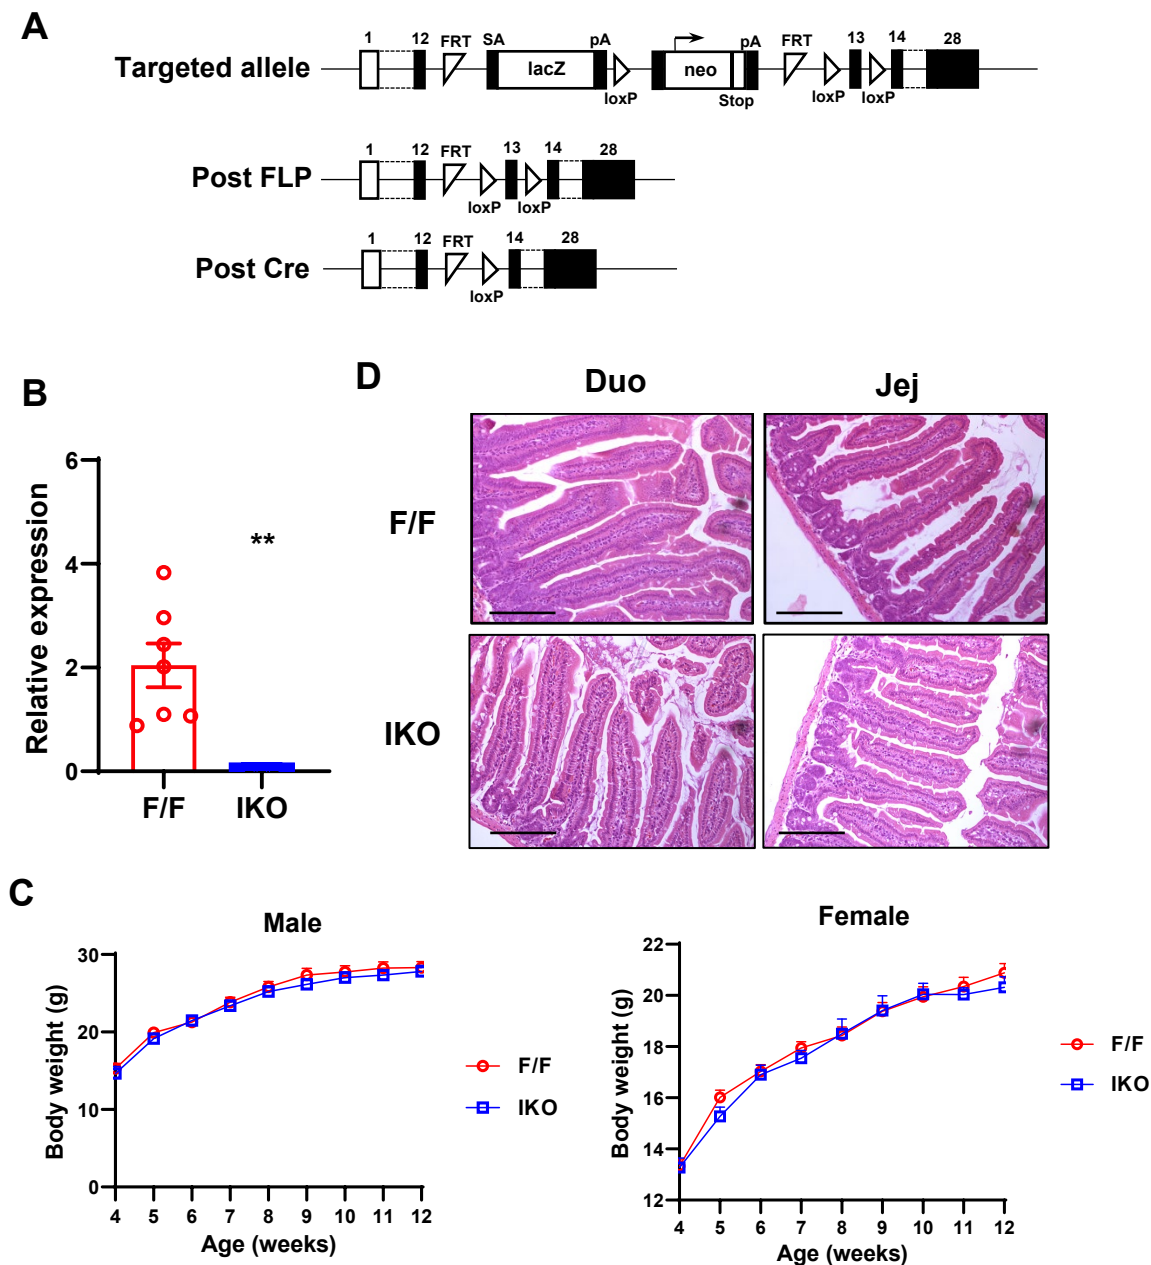 A
Targeted allele
1 12 FRT SA lacZ pA loxP neo Stop pA FRT loxP 13 loxP 14 28
Post FLP
1 12 FRT loxP 13 loxP 14 28
Post Cre
1 12 FRT loxP 14 28
B
Relative expression
6
4
2
0
**
F/F IKO
D
Duo Jej
F/F
IKO
C
Male
Body weight (g)
30
20
10
0
4 5 6 7 8 9 10 11 12
Age (weeks)
F/F
IKO
Female
Body weight (g)
22
20
18
16
14
12
4 5 6 7 8 9 10 11 12
Age (weeks)
F/F
IKO